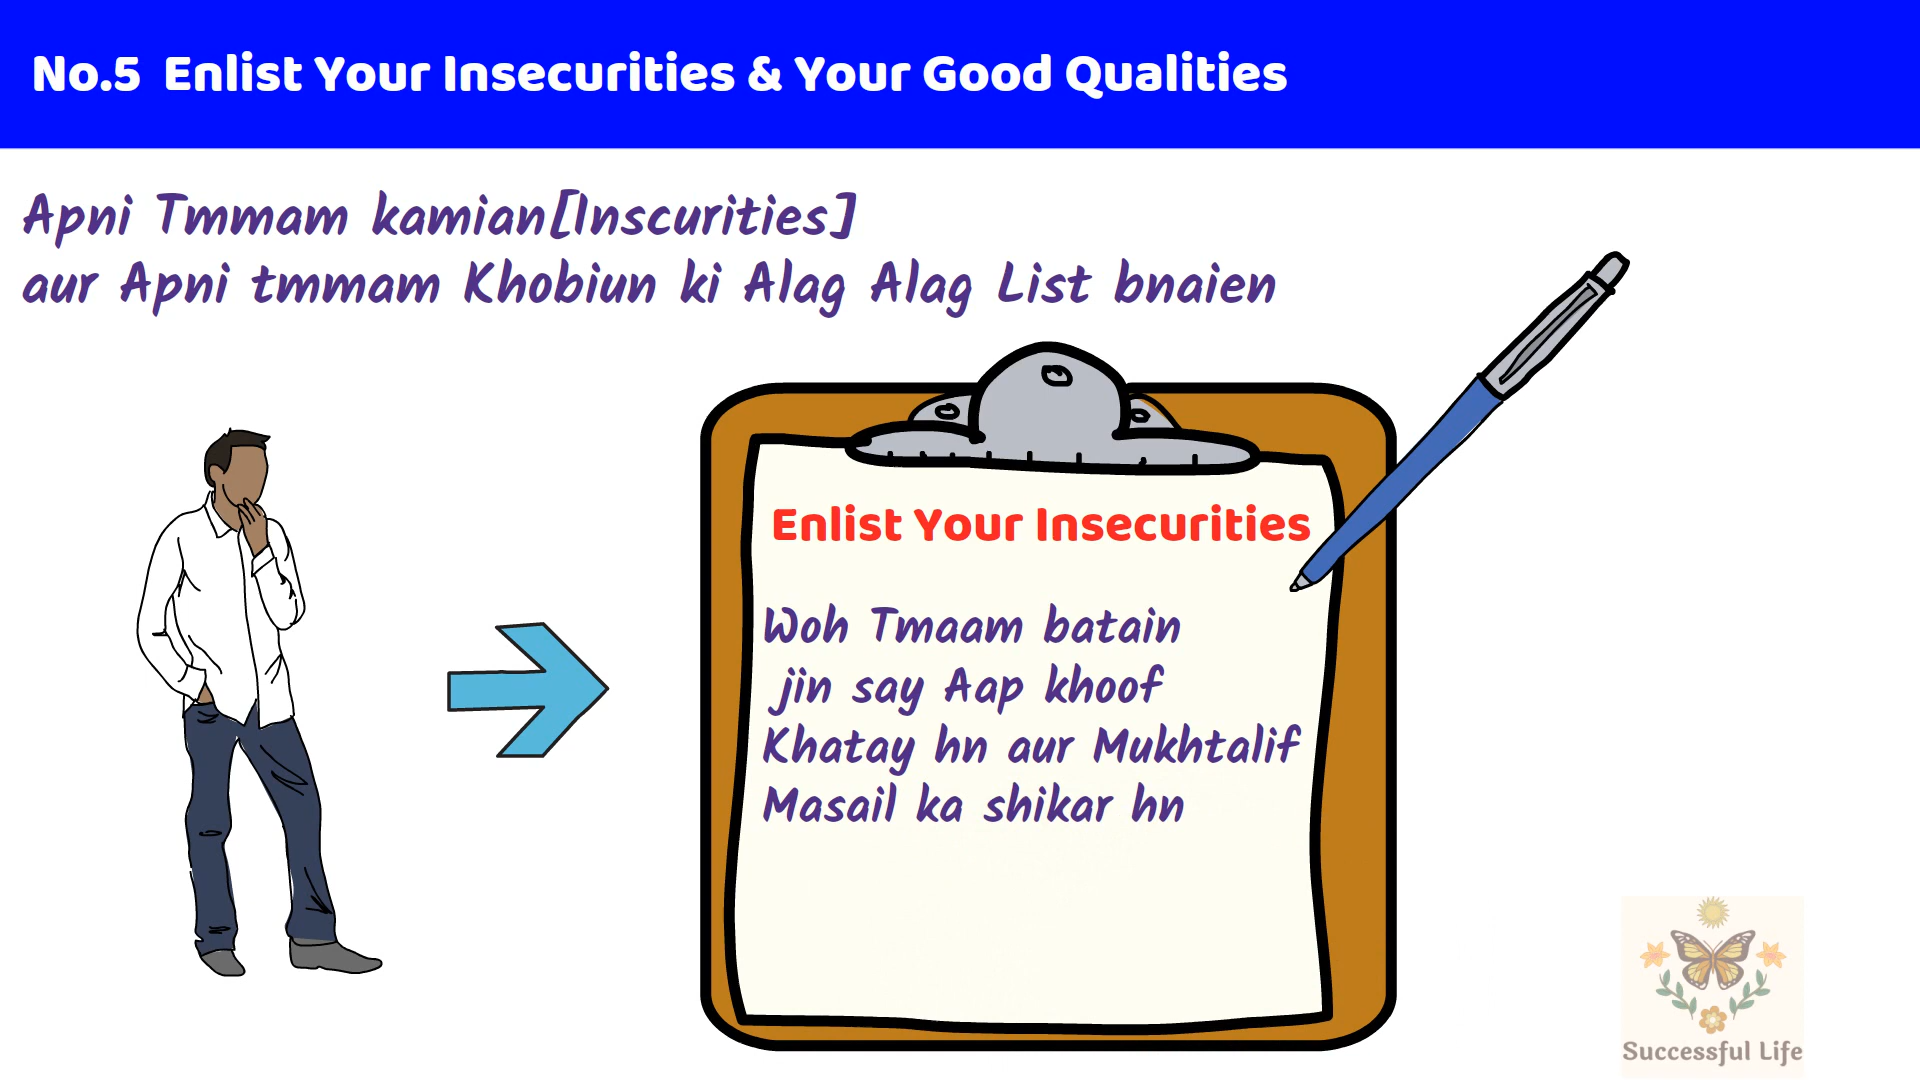 No.5 Enlist Your Insecurities & Your Good Qualities
Apni Tmmam kamian[Inscurities]
aur Apni tmmam Khobiun ki Alag Alag List bnaien
Enlist Your Insecurities
Woh Tmaam batain
jin say Aap khoof
Khatay hn aur Mukhtalif
Masail ka shikar hn
Successful Life